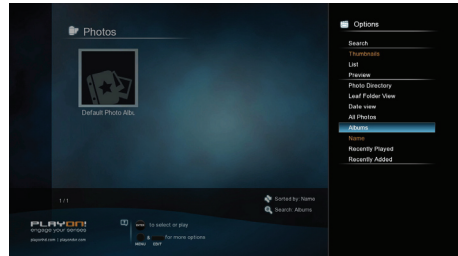 Photos
Default Photo Albu
1 / 1
Sorted by: Name
Search: Albums
PLAYON!
engage your senses
playonhd.com | playondvr.com
ENTER to select or play
& for more options
MENU EDIT
Options
Search
Thumbnails
List
Preview
Photo Directory
Leaf Folder View
Date view
All Photos
Albums
Name
Recently Played
Recently Added